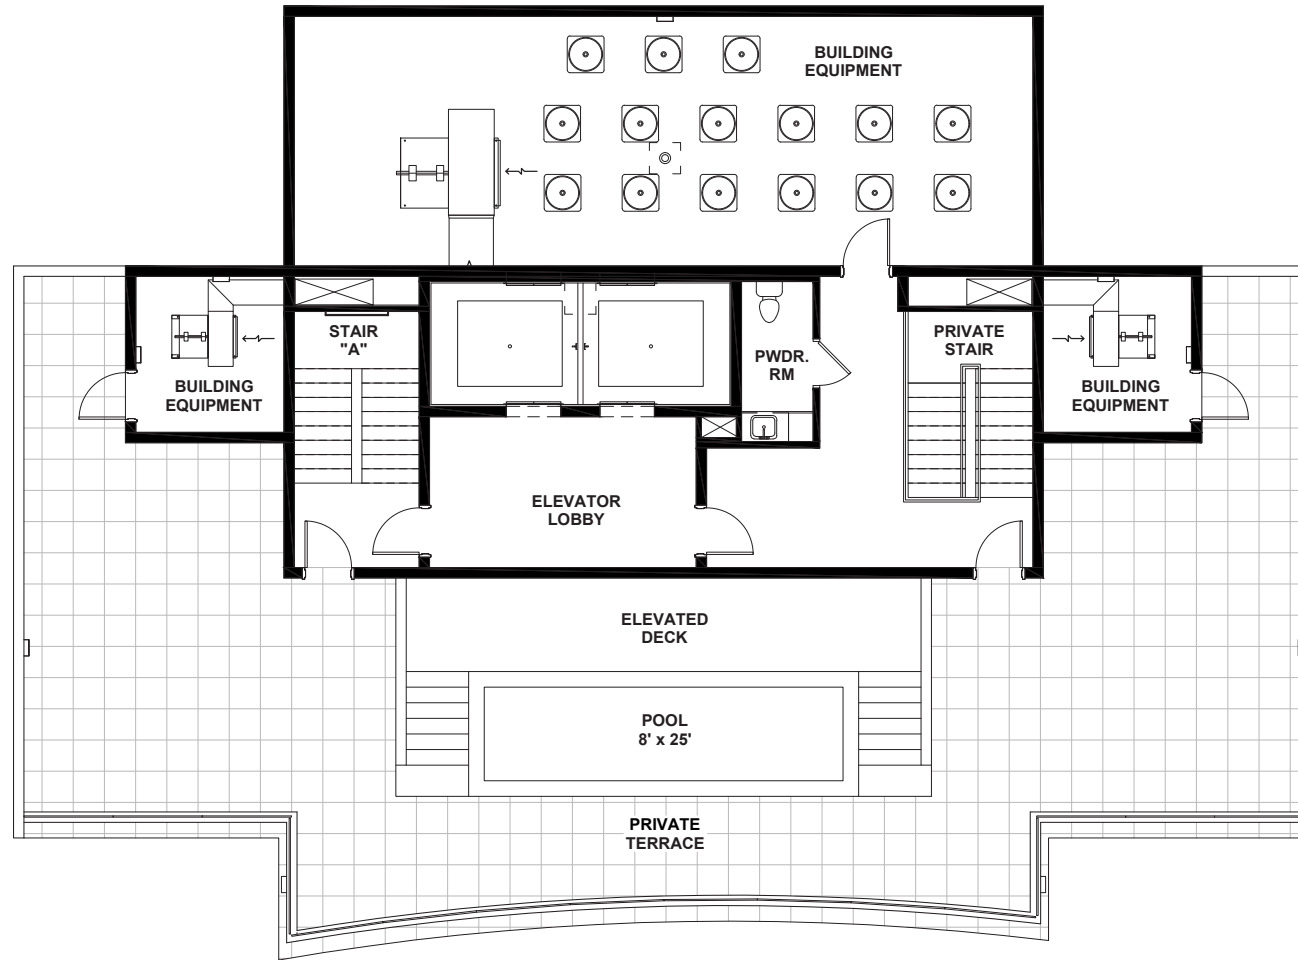 BUILDING
EQUIPMENT
STAIR
"A"
PRIVATE
STAIR
PWDR.
RM
BUILDING
EQUIPMENT
BUILDING
EQUIPMENT
ELEVATOR
LOBBY
ELEVATED
DECK
POOL
8' x 25'
PRIVATE
TERRACE